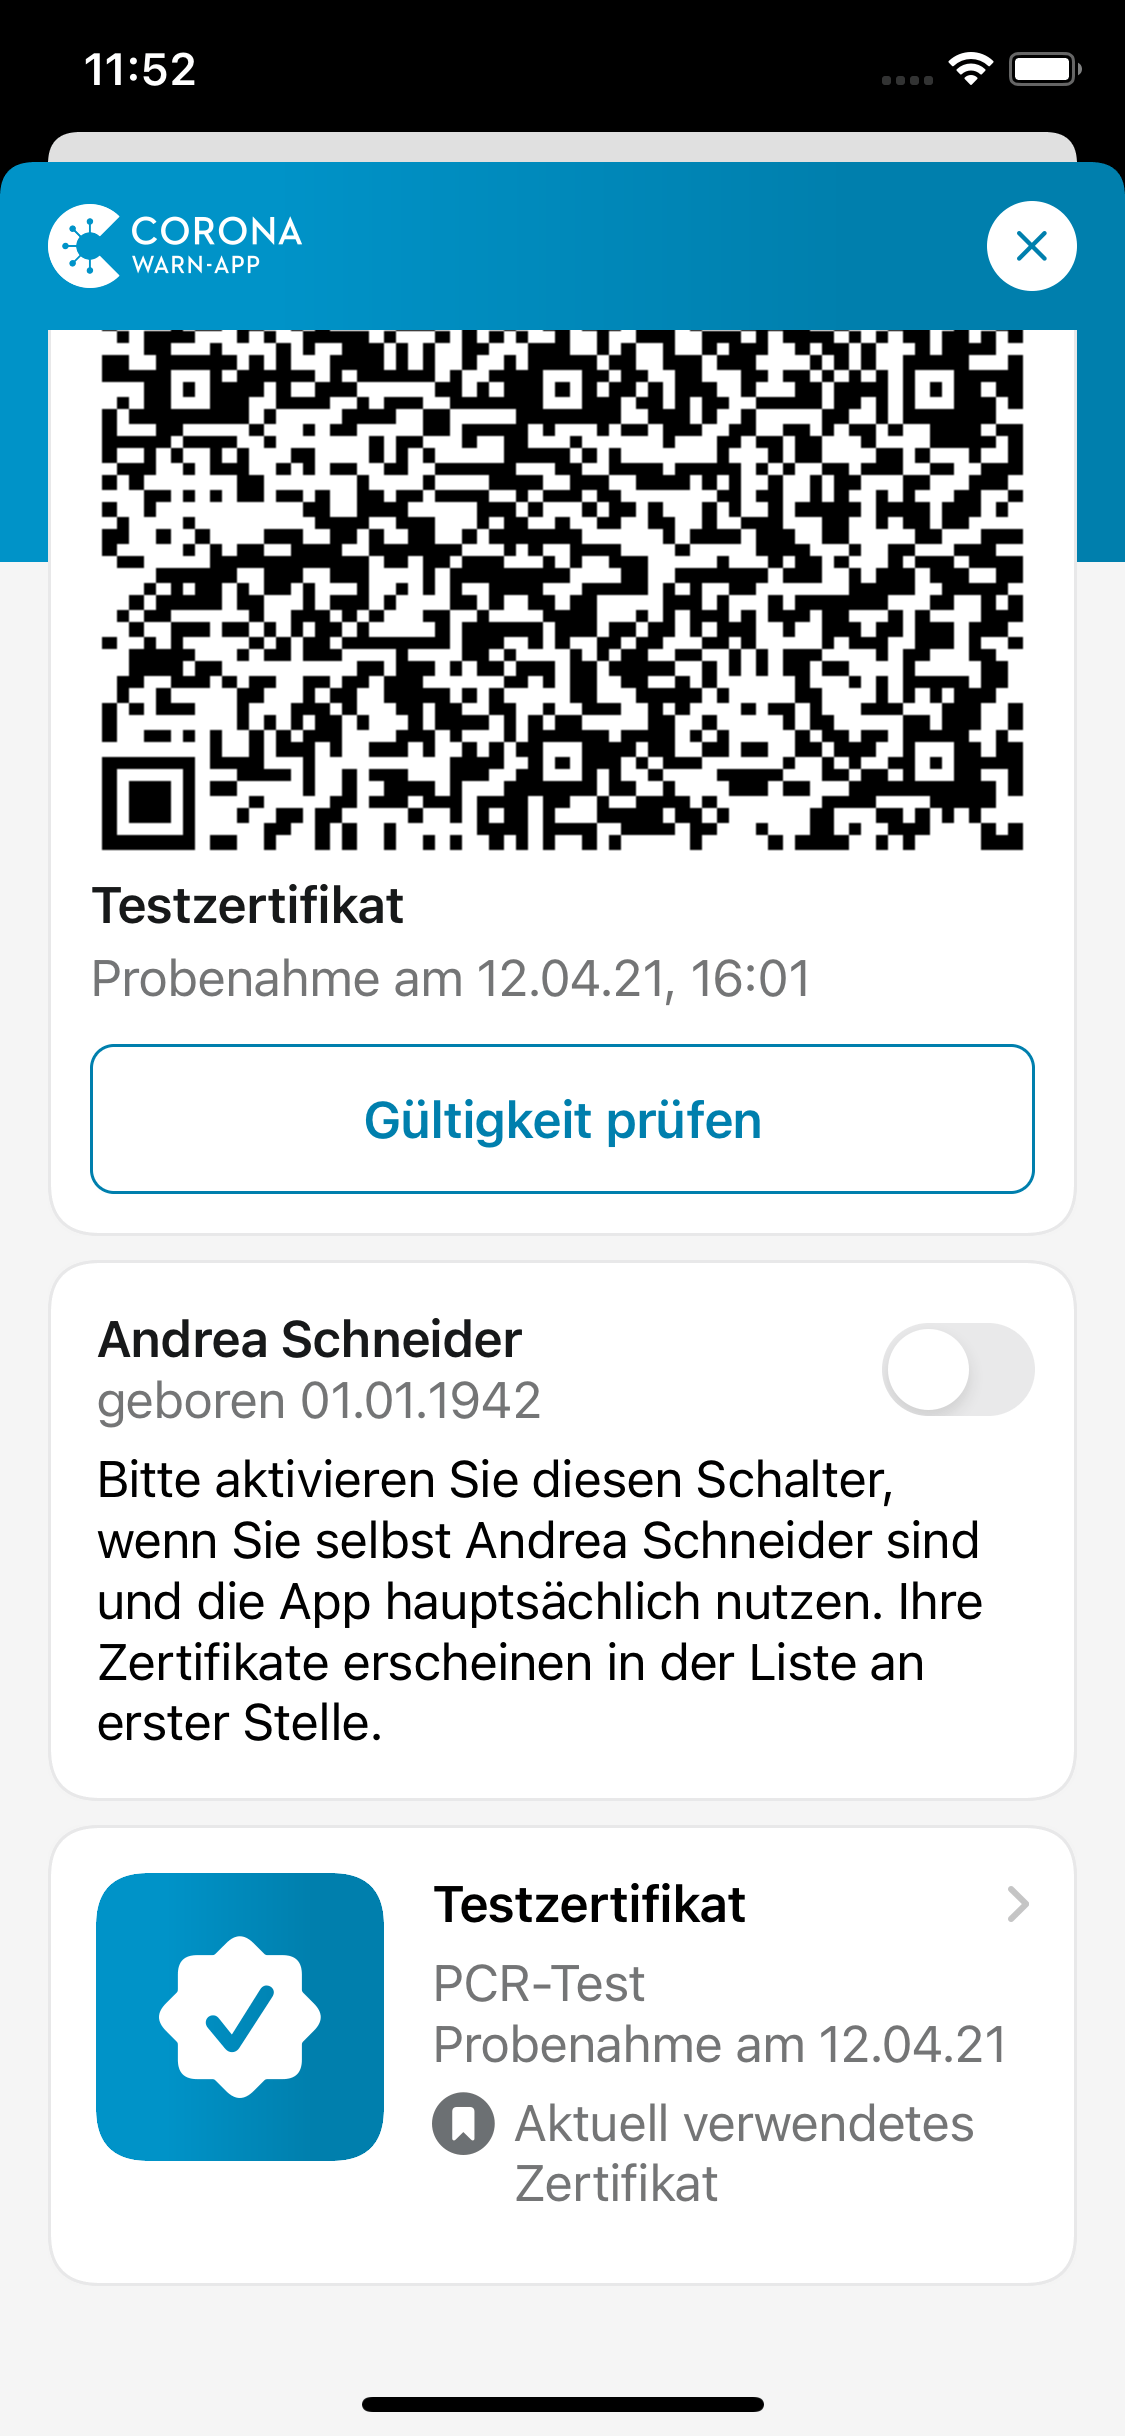 11:52
CORONA
WARN-APP
Testzertifikat
Probenahme am 12.04.21, 16:01
Gültigkeit prüfen
Andrea Schneider
geboren 01.01.1942
Bitte aktivieren Sie diesen Schalter,
wenn Sie selbst Andrea Schneider sind
und die App hauptsächlich nutzen. Ihre
Zertifikate erscheinen in der Liste an
erster Stelle.
Testzertifikat
PCR-Test
Probenahme am 12.04.21
Aktuell verwendetes
Zertifikat